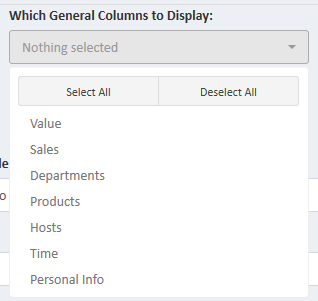 Which General Columns to Display:
Nothing selected
Select All Deselect All
Value
Sales
Departments
Products
Hosts
Time
Personal Info